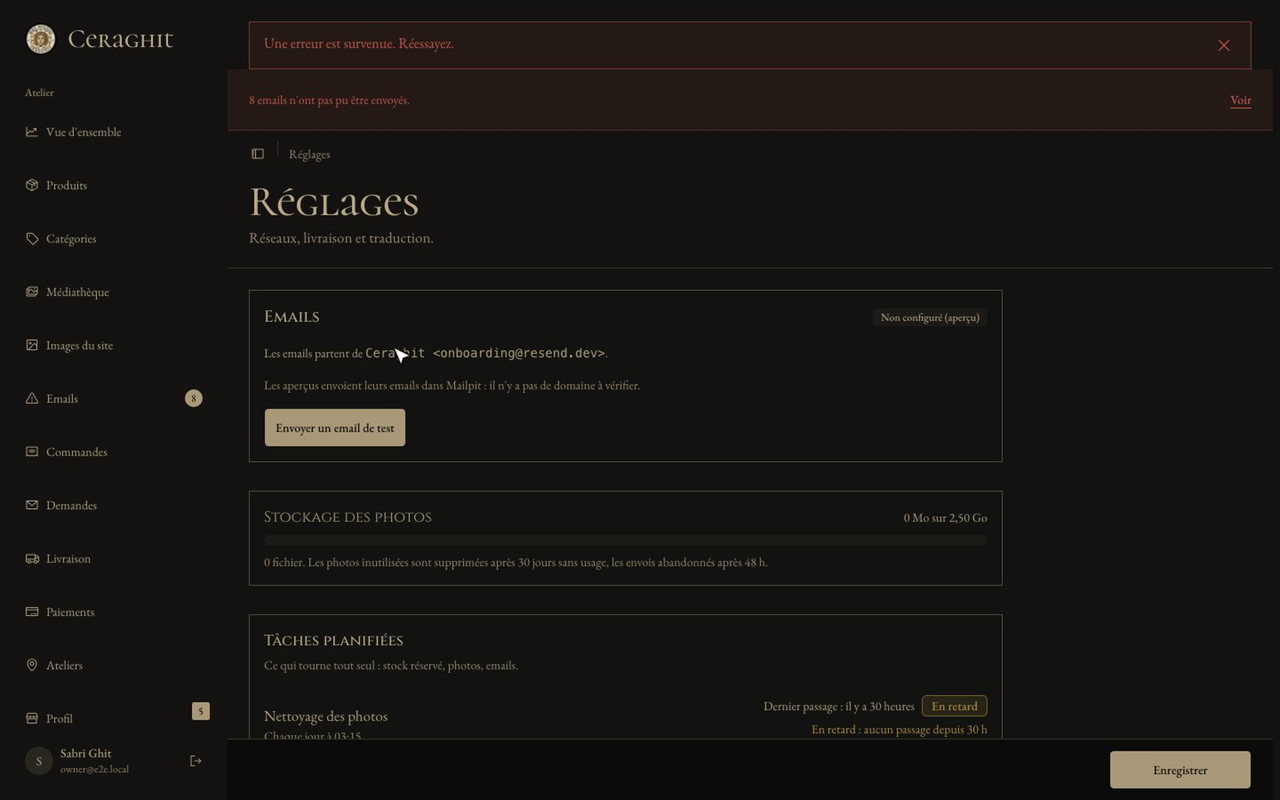 Ceraghit
Atelier
Vue d'ensemble
Produits
Catégories
Médiathèque
Images du site
Emails
8
Commandes
Demandes
Livraison
Paiements
Ateliers
Profil
5
S
Sabri Ghit
owner@e2e.local
Une erreur est survenue. Réessayez.
8 emails n'ont pas pu être envoyés.
Voir
Réglages
Réglages
Réseaux, livraison et traduction.
Emails
Non configuré (aperçu)
Les emails partent de <onboarding@resend.dev>.
Les aperçus envoient leurs emails dans Mailpit : il n'y a pas de domaine à vérifier.
Envoyer un email de test
Stockage des photos
0 Mo sur 2,50 Go
0 fichier. Les photos inutilisées sont supprimées après 30 jours sans usage, les envois abandonnés après 48 h.
Tâches planifiées
Ce qui tourne tout seul : stock réservé, photos, emails.
Nettoyage des photos
Dernier passage : il y a 30 heures
En retard
Chaque jour à 03:15
En retard : aucun passage depuis 30 h
Enregistrer